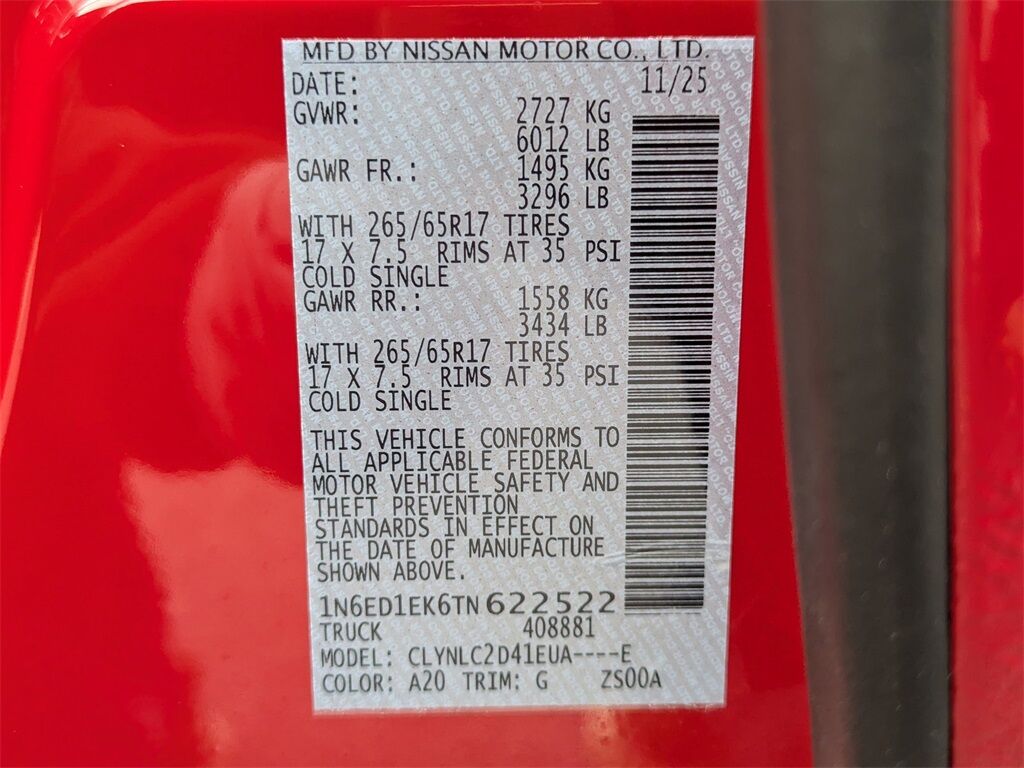 MFD BY NISSAN MOTOR CO., LTD.
DATE: 11/25
GVWR: 2727 KG
6012 LB
GAWR FR.: 1495 KG
3296 LB
WITH 265/65R17 TIRES
17 X 7.5 RIMS AT 35 PSI
COLD SINGLE
GAWR RR.: 1558 KG
3434 LB
WITH 265/65R17 TIRES
17 X 7.5 RIMS AT 35 PSI
COLD SINGLE
THIS VEHICLE CONFORMS TO
ALL APPLICABLE FEDERAL
MOTOR VEHICLE SAFETY AND
THEFT PREVENTION
STANDARDS IN EFFECT ON
THE DATE OF MANUFACTURE
SHOWN ABOVE.
1N6ED1EK6TN622522
TRUCK 408881
MODEL: CLYNLC2D41EUA----E
COLOR: A20 TRIM: G ZS00A